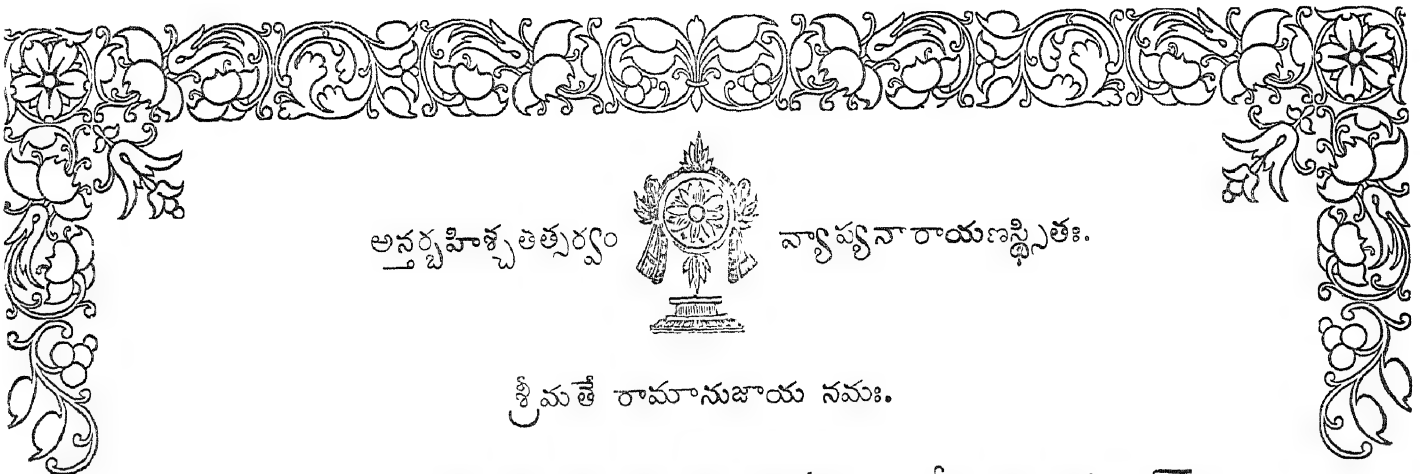 అన్తర్బహిశ్చతత్సర్వం వ్యాప్యనారాయణస్థ్సితః.
శ్రీమతే రామానుజాయ నమః.